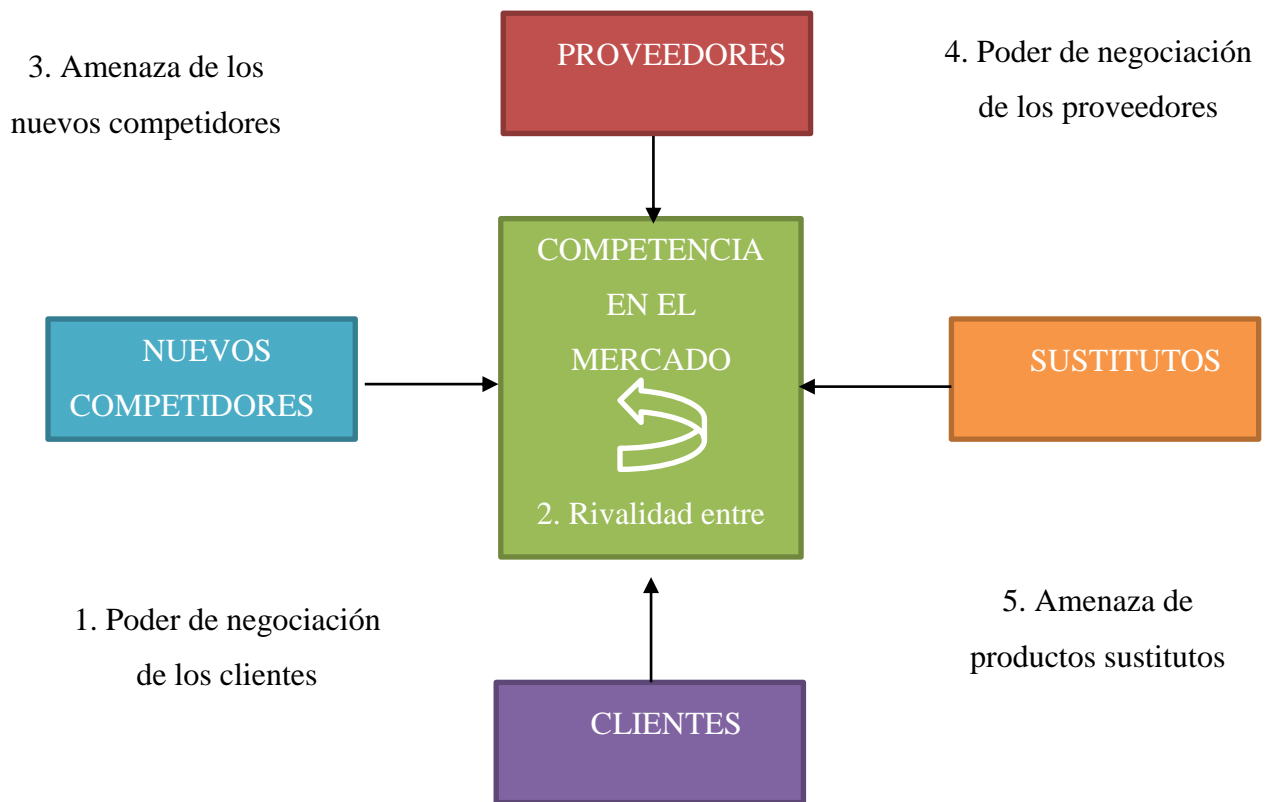 PROVEEDORES
3. Amenaza de los
nuevos competidores
4. Poder de negociación
de los proveedores
COMPETENCIA
EN EL
MERCADO
2. Rivalidad entre
NUEVOS
COMPETIDORES
SUSTITUTOS
1. Poder de negociación
de los clientes
5. Amenaza de
productos sustitutos
CLIENTES